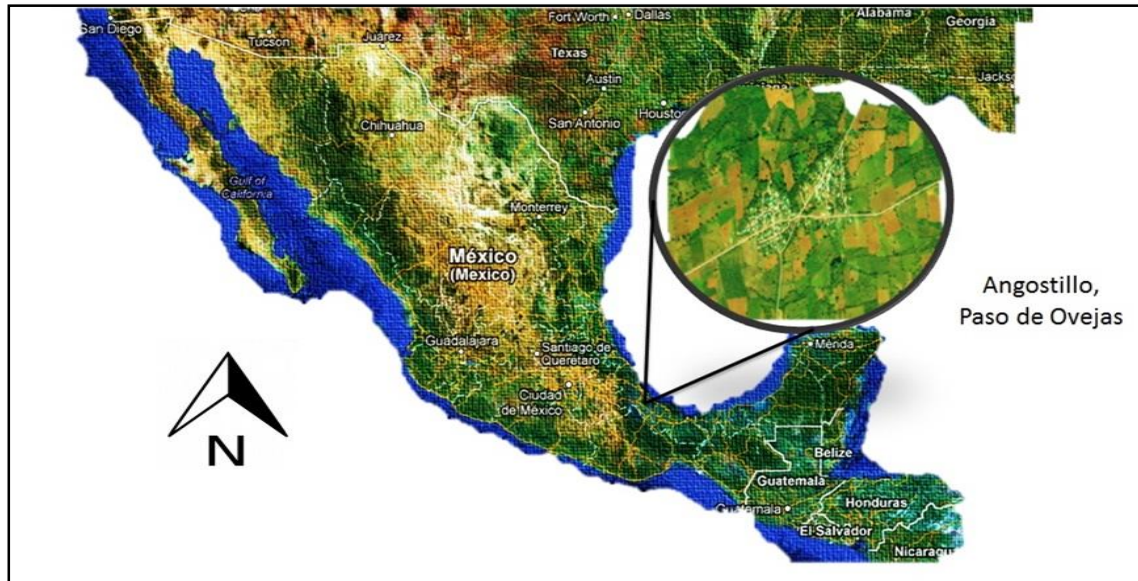 San Diego
Tucson
Juarez
Fort Worth
Dallas
Alabama
Georgia
Texas
Austin
Houston
San Antonio
Chihuahua
Gulf of
California
Monterrey
México
(Mexico)
Angostillo,
Paso de Ovejas
Guadalajara
Santiago de
Querétaro
Mérida
Ciudad
de México
N
Belize
Guatemala
Honduras
Guatemala
El Salvador